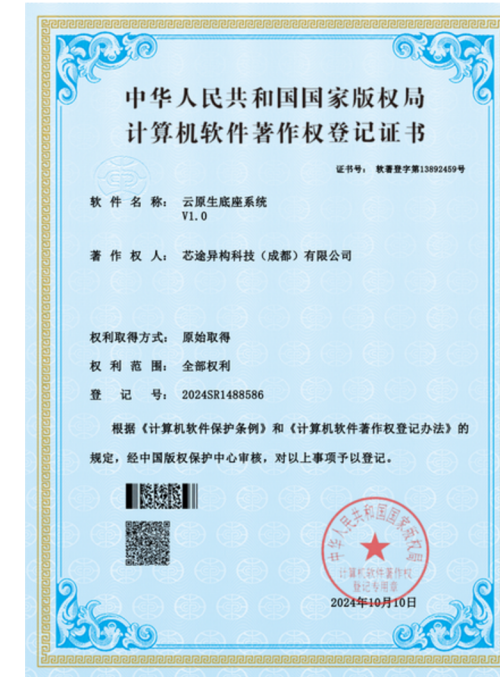 中华人民共和国国家版权局
计算机软件著作权登记证书
证书号： 软著登字第13892459号
软件名称： 云原生底座系统
V1.0
著作权人： 芯途异构科技（成都）有限公司
权利取得方式： 原始取得
权利范围： 全部权利
登记号： 2024SR1488586
根据《计算机软件保护条例》和《计算机软件著作权登记办法》的
规定，经中国版权保护中心审核，对以上事项予以登记。
中华人民共和国国家版权局
计算机软件著作权
登记专用章
2024年10月10日